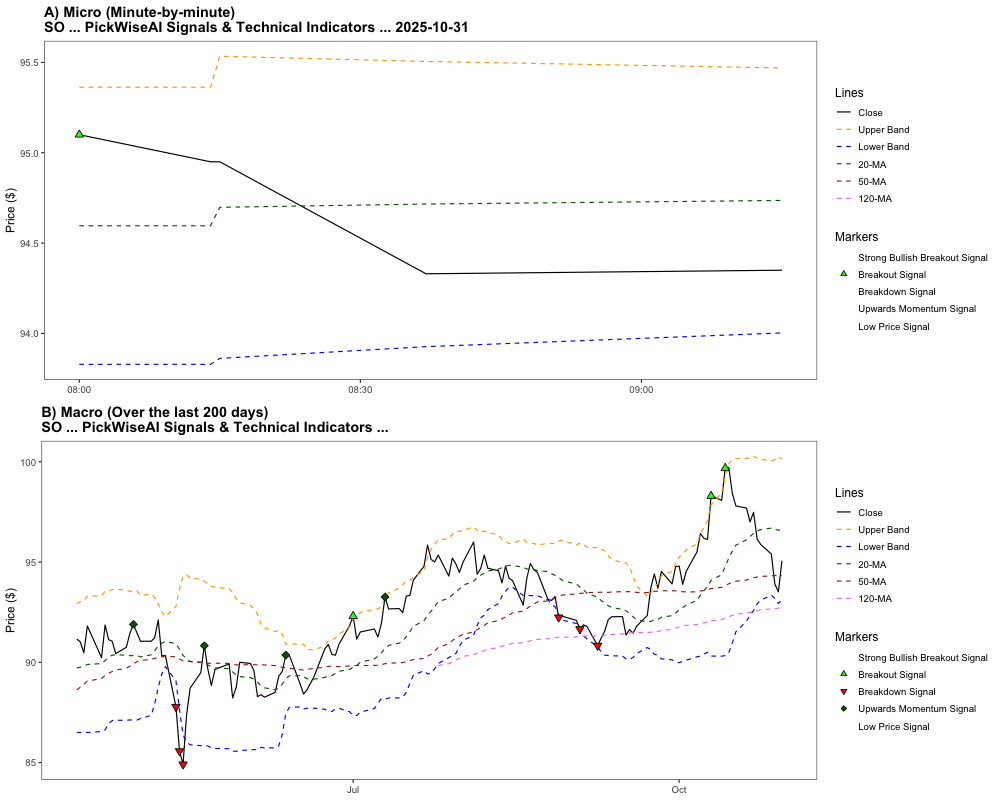 A) Micro (Minute-by-minute)
SO ... PickWiseAI Signals & Technical Indicators ... 2025-10-31
Price ($)
95.5
95.0
94.5
94.0
08:00
08:30
09:00
Lines
Close
Upper Band
Lower Band
20-MA
50-MA
120-MA
Markers
Strong Bullish Breakout Signal
Breakout Signal
Breakdown Signal
Upwards Momentum Signal
Low Price Signal
B) Macro (Over the last 200 days)
SO ... PickWiseAI Signals & Technical Indicators ...
Price ($)
100
95
90
85
Jul
Oct
Lines
Close
Upper Band
Lower Band
20-MA
50-MA
120-MA
Markers
Strong Bullish Breakout Signal
Breakout Signal
Breakdown Signal
Upwards Momentum Signal
Low Price Signal